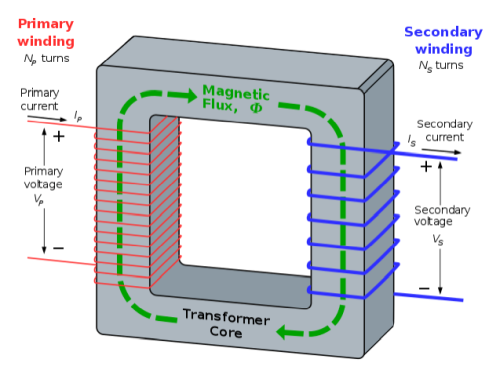 Primary
winding
NP turns
Secondary
winding
NS turns
Magnetic
Flux, Φ
Primary
current
IP
+
Primary
voltage
VP
−
Secondary
current
IS
+
Secondary
voltage
VS
−
Transformer
Core